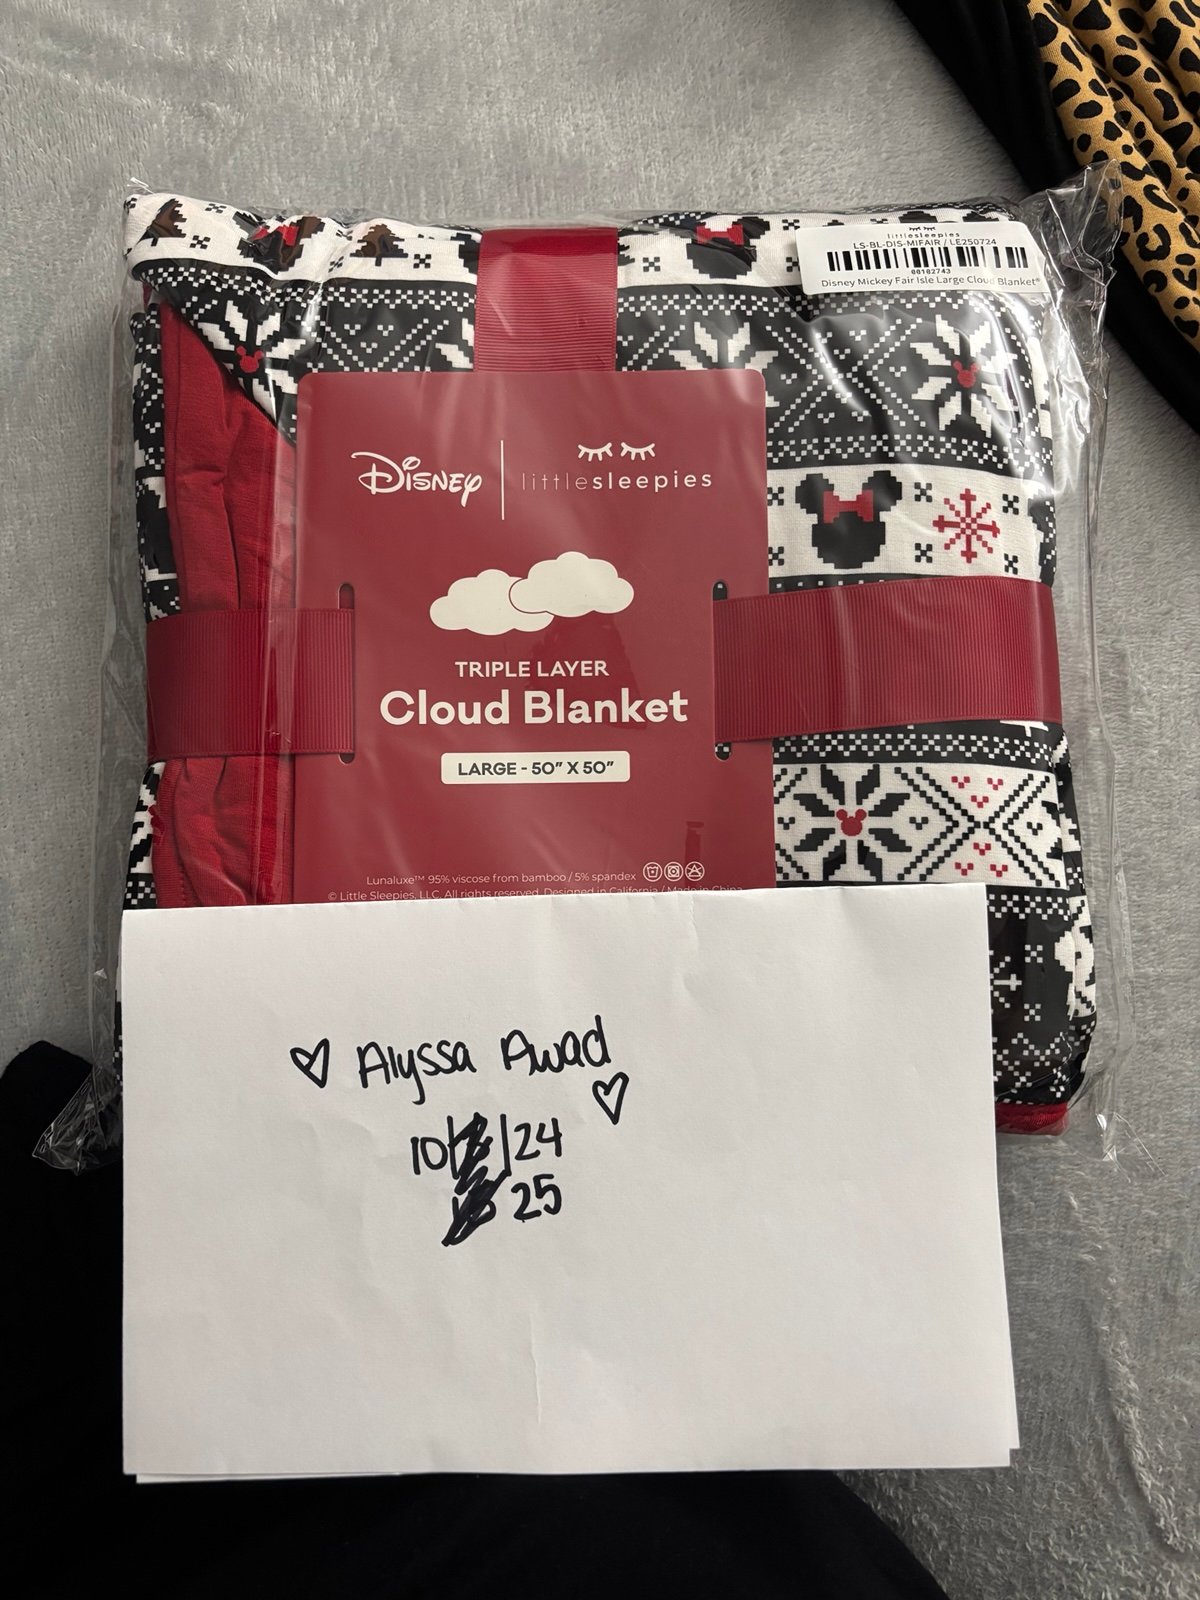 littlesleepies
LS-BL-DIS-MIFAIR / LE250724
00102743
Disney Mickey Fair Isle Large Cloud Blanket®
Disney | littlesleepies
TRIPLE LAYER
Cloud Blanket
LARGE - 50” X 50”
Lunaluxe™ 95% viscose from bamboo / 5% spandex
© Little Sleepies, LLC. All rights reserved. Designed in California / Made in China
♡ Alyssa Awad ♡
10/ /24
25